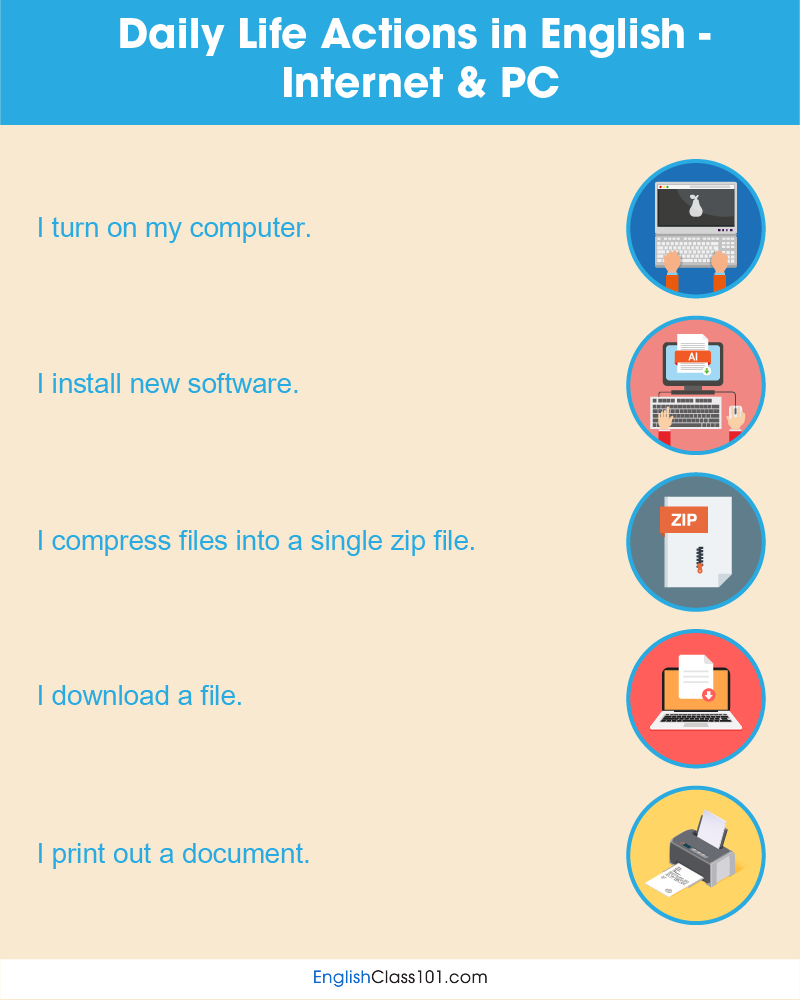 Daily Life Actions in English -
Internet & PC
I turn on my computer.
I install new software.
AI
I compress files into a single zip file.
ZIP
I download a file.
I print out a document.
EnglishClass101.com